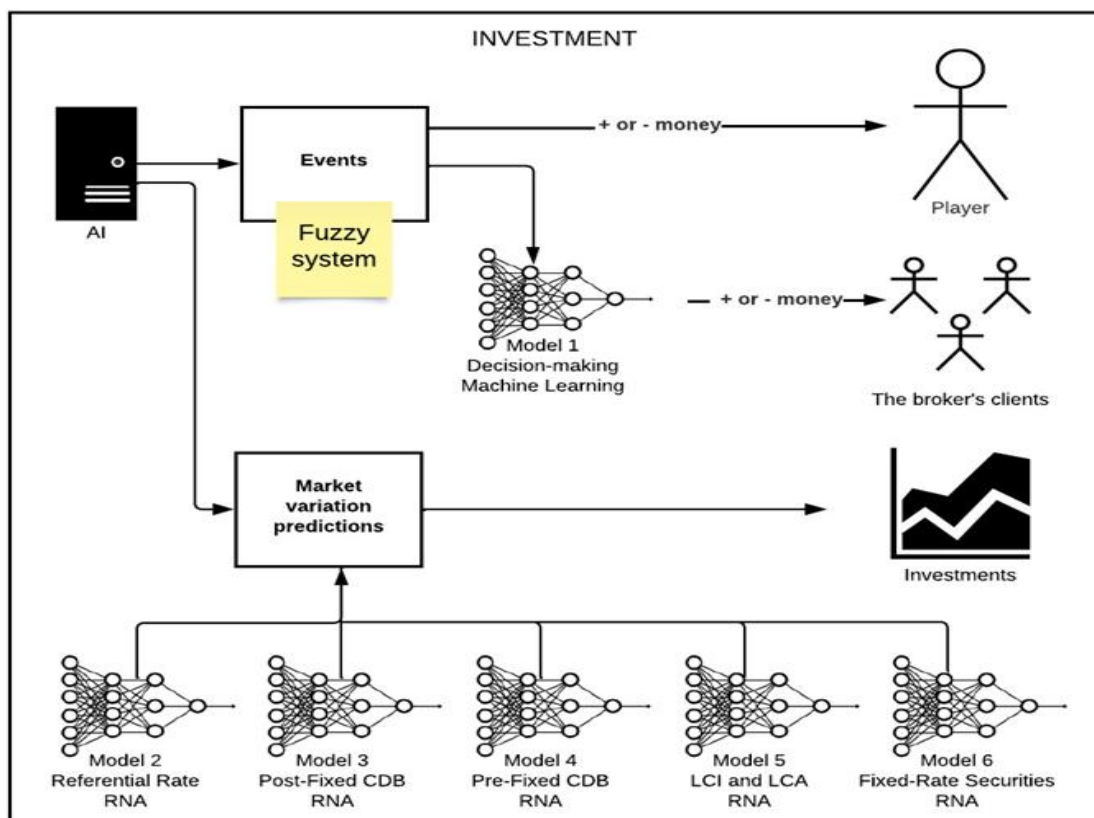 INVESTMENT
+ or - money
Events
Player
AI
Fuzzy
system
+ or - money
Model 1
Decision-making
Machine Learning
The broker's clients
Market
variation
predictions
Investments
Model 2
Referential Rate
RNA
Model 3
Post-Fixed CDB
RNA
Model 4
Pre-Fixed CDB
RNA
Model 5
LCI and LCA
RNA
Model 6
Fixed-Rate Securities
RNA